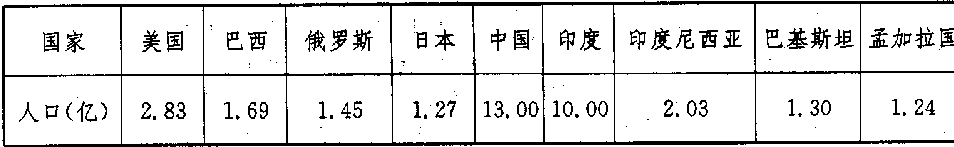 国家 美国 巴西 俄罗斯 日本 中国 印度 印度尼西亚 巴基斯坦 孟加拉国
人口(亿) 2.83 1.69 1.45 1.27 13.00 10.00 2.03 1.30 1.24